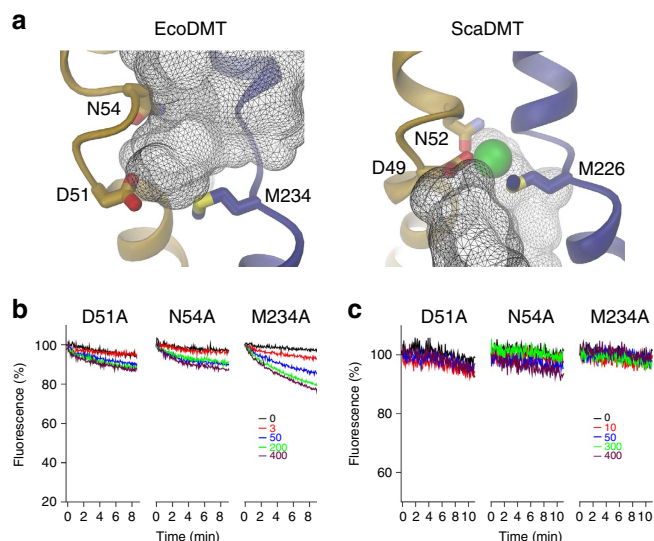 a
EcoDMT
ScaDMT
N54
D51
M234
N52
D49
M226
b
D51A N54A M234A
Fluorescence (%)
100
80
60
40
20
0
3
50
200
400
0 2 4 6 8 0 2 4 6 8 0 2 4 6 8
Time (min)
c
D51A N54A M234A
Fluorescence (%)
100
80
60
0
10
50
300
400
0 2 4 6 8 10 0 2 4 6 8 10 0 2 4 6 8 10
Time (min)